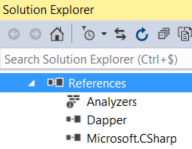 Solution Explorer
Search Solution Explorer (Ctrl+$)
References
Analyzers
Dapper
Microsoft.CSharp